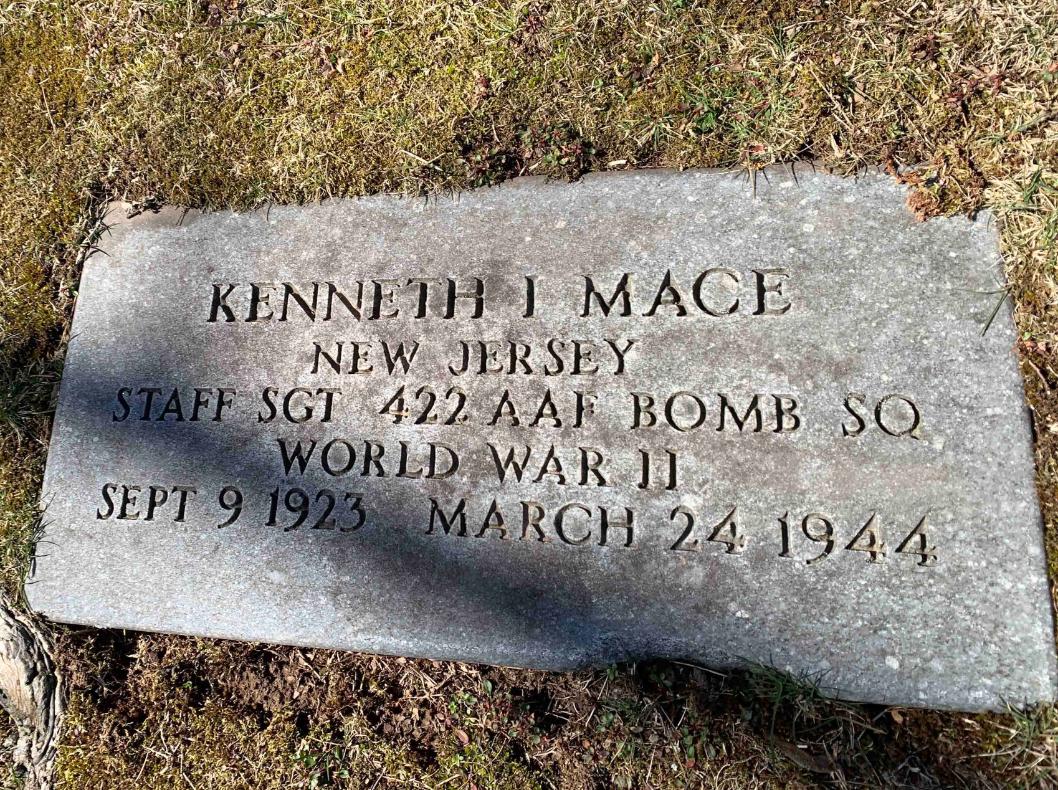 KENNETH I MACE
NEW JERSEY
STAFF SGT 422 AAF BOMB SQ
WORLD WAR II
SEPT 9 1923 MARCH 24 1944